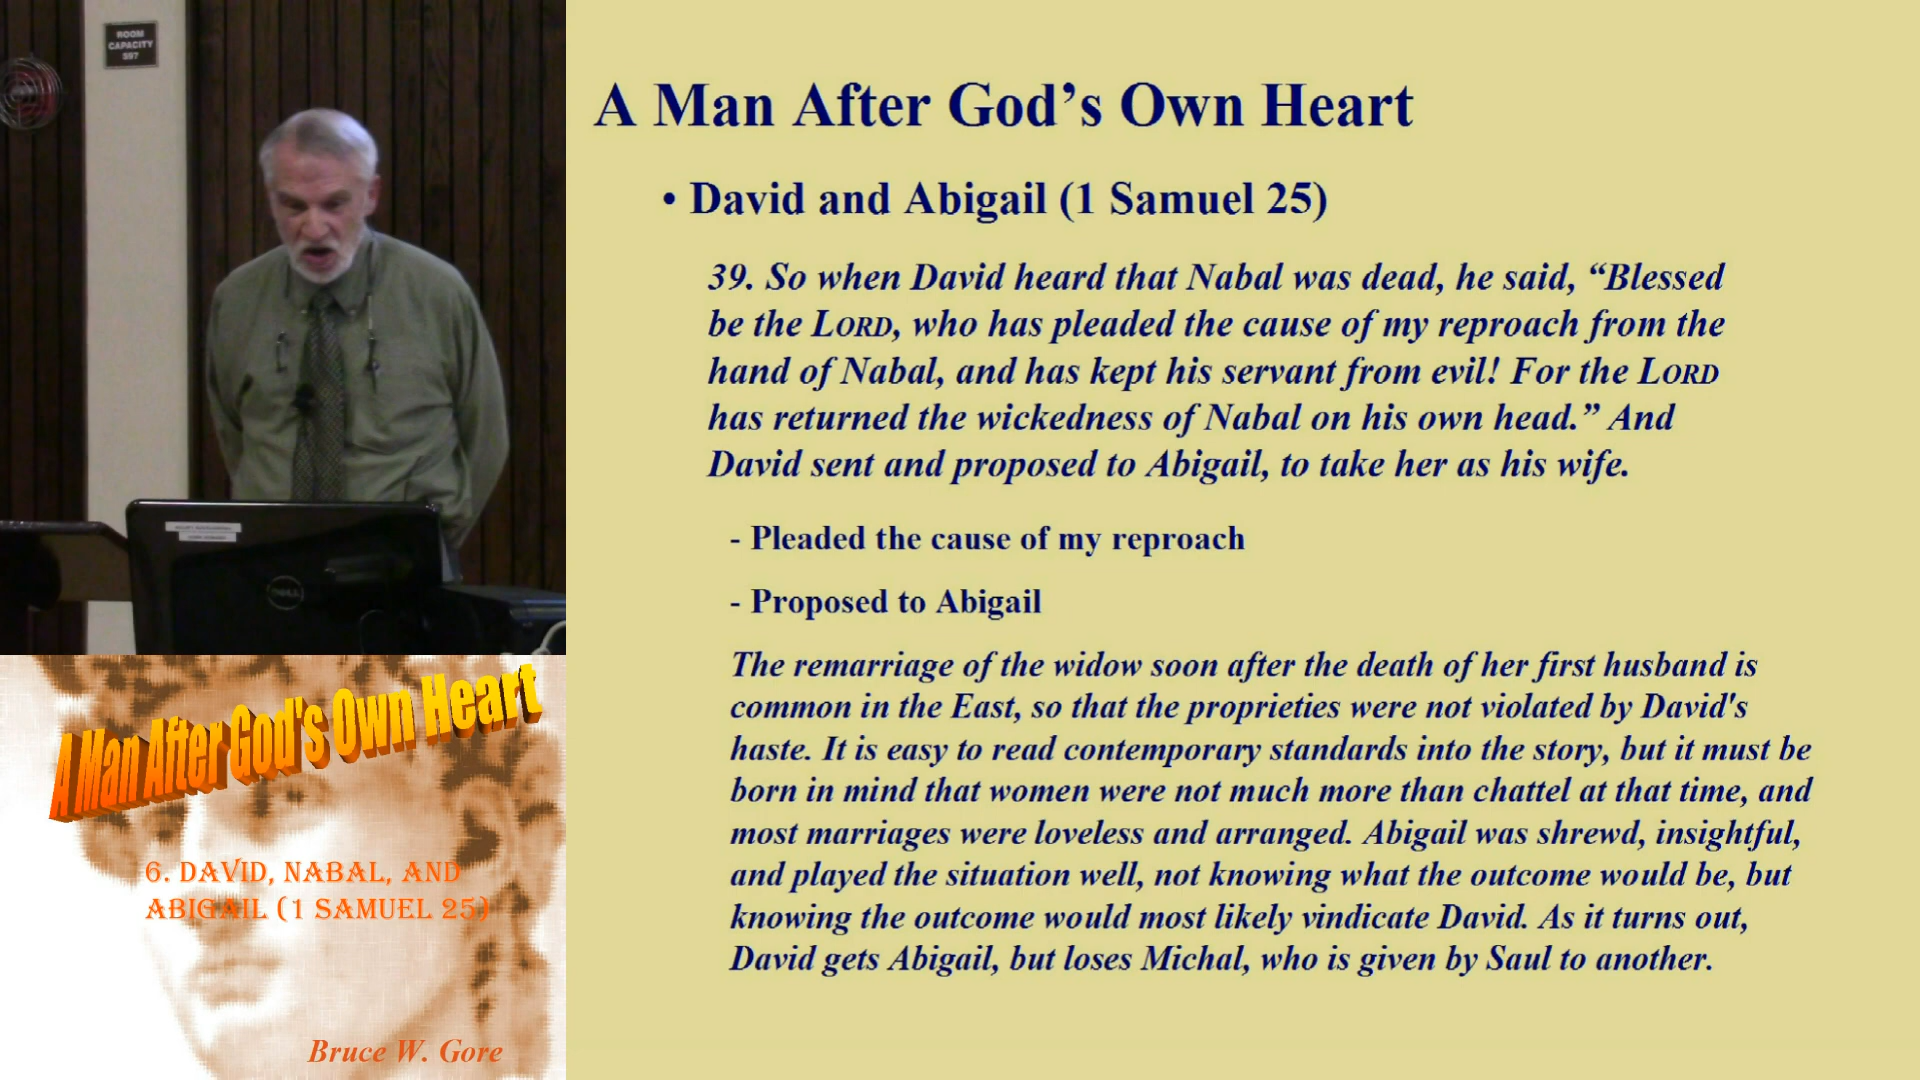 ROOM
CAPACITY
597
DELL
A Man After God's Own Heart
6. DAVID, NABAL, AND
ABIGAIL (1 SAMUEL 25)
Bruce W. Gore
A Man After God’s Own Heart
• David and Abigail (1 Samuel 25)
39. So when David heard that Nabal was dead, he said, “Blessed
be the LORD, who has pleaded the cause of my reproach from the
hand of Nabal, and has kept his servant from evil! For the LORD
has returned the wickedness of Nabal on his own head.” And
David sent and proposed to Abigail, to take her as his wife.
- Pleaded the cause of my reproach
- Proposed to Abigail
The remarriage of the widow soon after the death of her first husband is
common in the East, so that the proprieties were not violated by David's
haste. It is easy to read contemporary standards into the story, but it must be
born in mind that women were not much more than chattel at that time, and
most marriages were loveless and arranged. Abigail was shrewd, insightful,
and played the situation well, not knowing what the outcome would be, but
knowing the outcome would most likely vindicate David. As it turns out,
David gets Abigail, but loses Michal, who is given by Saul to another.